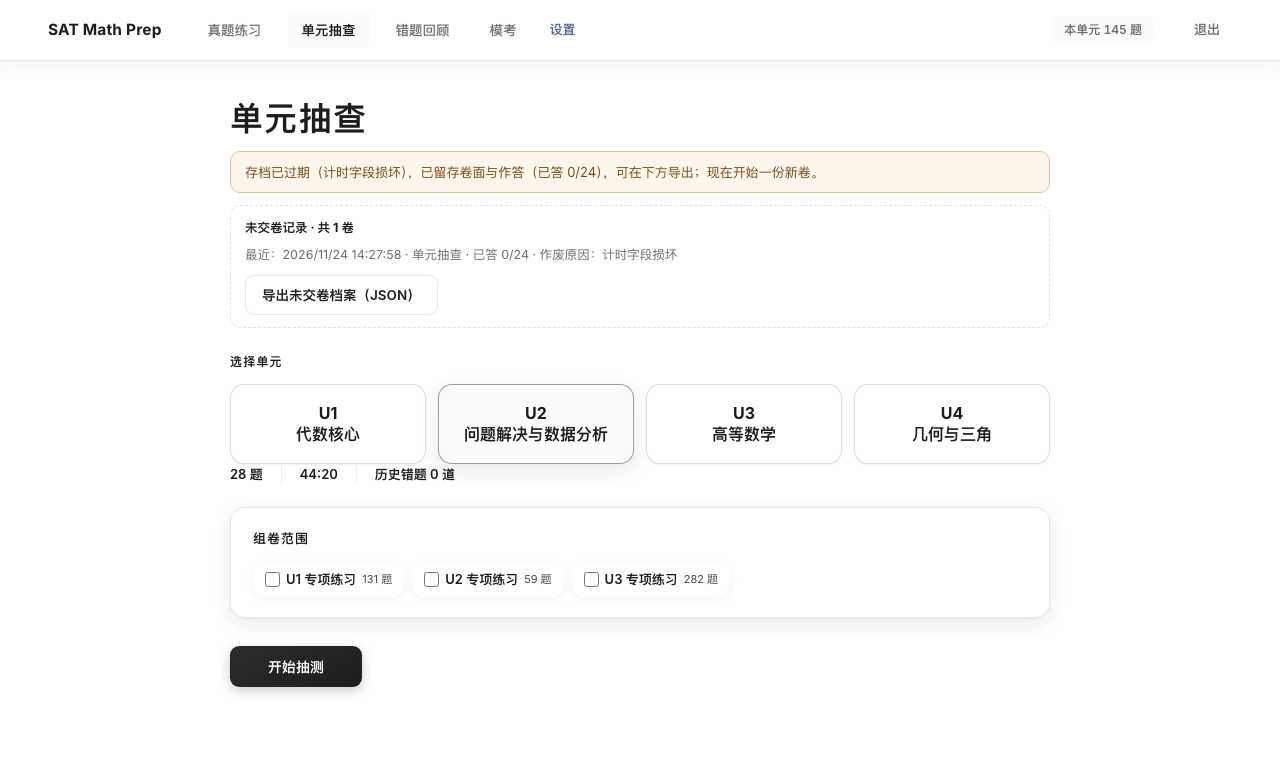 SAT Math Prep
真题练习
单元抽查
错题回顾
模考
设置
本单元 145 题
退出
单元抽查
存档已过期（计时字段损坏），已留存卷面与作答（已答 0/24），可在下方导出；现在开始一份新卷。
未交卷记录 · 共 1 卷
最近：2026/11/24 14:27:58 · 单元抽查 · 已答 0/24 · 作废原因：计时字段损坏
导出未交卷档案（JSON）
选择单元
U1
代数核心
U2
问题解决与数据分析
U3
高等数学
U4
几何与三角
28 题
44:20
历史错题 0 道
组卷范围
U1 专项练习 131 题
U2 专项练习 59 题
U3 专项练习 282 题
开始抽测